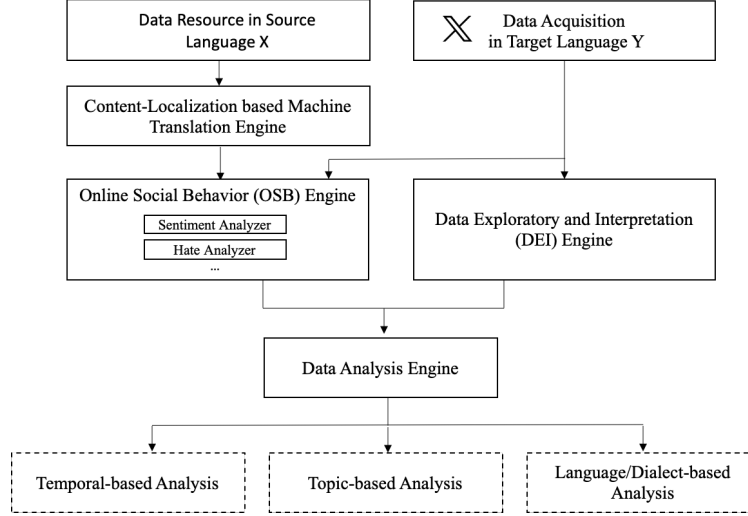 Data Resource in Source
Language X
Data Acquisition
in Target Language Y
Content-Localization based Machine
Translation Engine
Online Social Behavior (OSB) Engine
Sentiment Analyzer
Hate Analyzer
...
Data Exploratory and Interpretation
(DEI) Engine
Data Analysis Engine
Temporal-based Analysis
Topic-based Analysis
Language/Dialect-based
Analysis